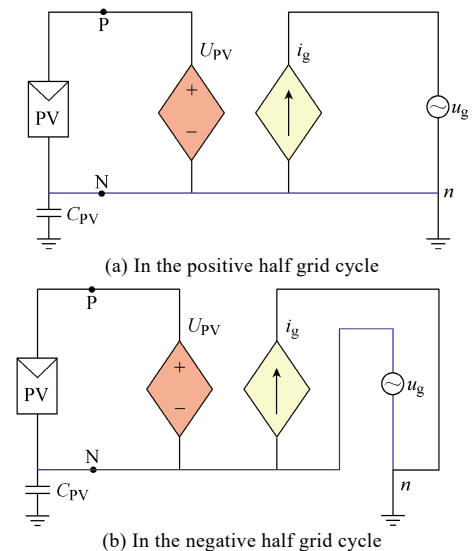 P
U_PV
i_g
PV
+
−
u_g
N
n
C_PV
(a) In the positive half grid cycle
P
U_PV
i_g
PV
+
−
u_g
N
n
C_PV
(b) In the negative half grid cycle